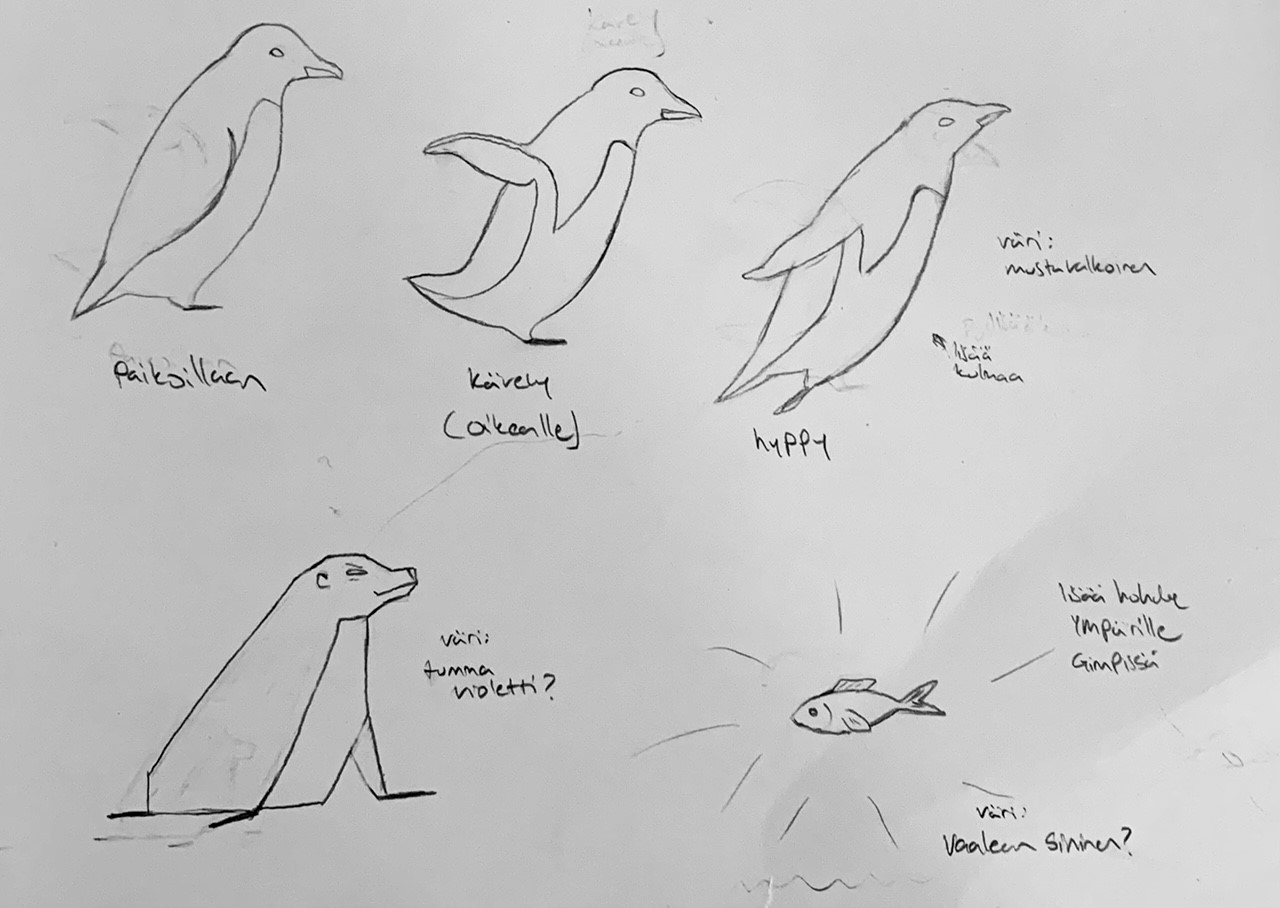 väri:
mustavalkoinen
lisää
kulmaa
Paikoillaan
kävely
(oikealle)
hyppy
väri:
tumma
violetti?
lisää hohde
ympärille
Gimpissä
väri:
vaalean sininen?